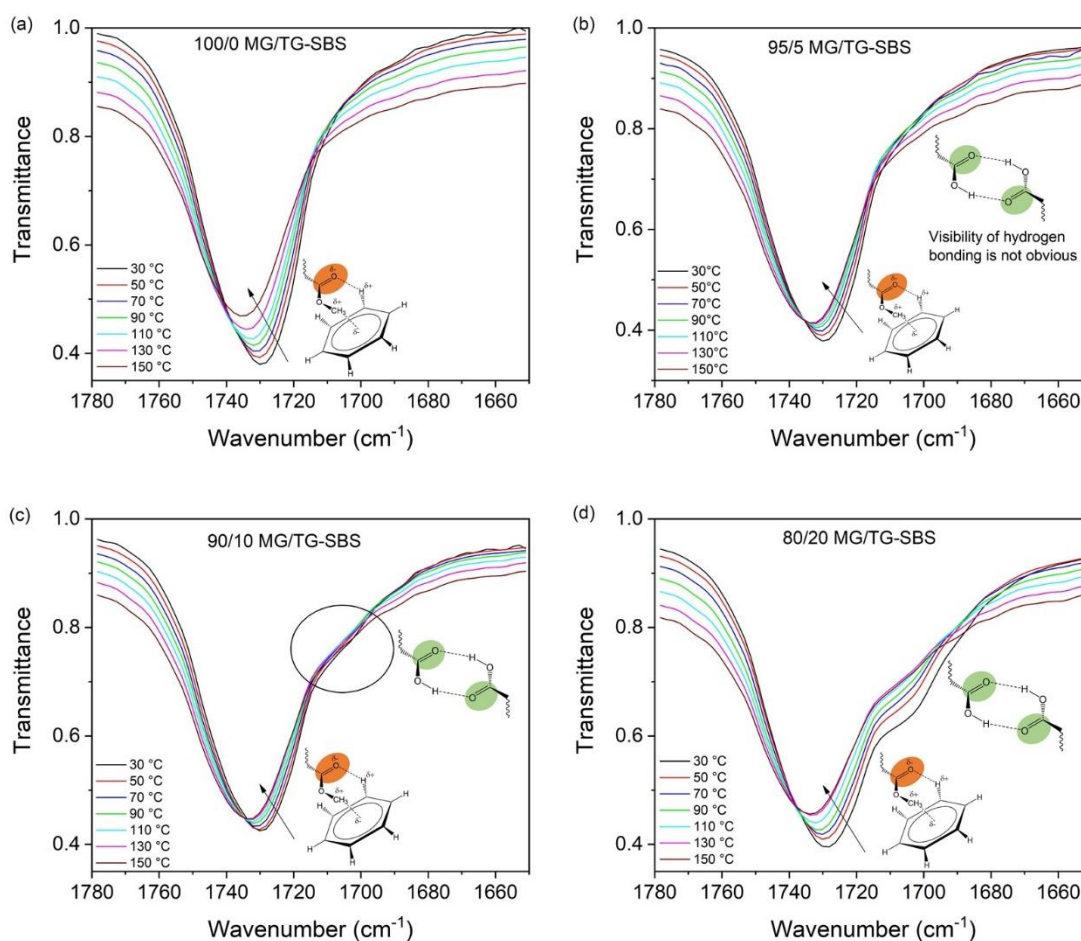 (a)
100/0 MG/TG-SBS
Transmittance
1.0
0.8
0.6
0.4
30 °C
50 °C
70 °C
90 °C
110 °C
130 °C
150 °C
δ-
O
δ+
H
O
δ+
CH3
H
H
δ-
H
H
H
1780 1760 1740 1720 1700 1680 1660
Wavenumber (cm-1)
(b)
95/5 MG/TG-SBS
Transmittance
1.0
0.8
0.6
0.4
O
H
O
O
H
O
Visibility of hydrogen
bonding is not obvious
30°C
50°C
70°C
90°C
110°C
130°C
150°C
δ-
O
δ+
H
O
δ+
CH3
H
H
δ-
H
H
H
1780 1760 1740 1720 1700 1680 1660
Wavenumber (cm-1)
(c)
90/10 MG/TG-SBS
Transmittance
1.0
0.8
0.6
0.4
O
H
O
O
H
O
30 °C
50 °C
70 °C
90 °C
110 °C
130 °C
150 °C
δ-
O
δ+
H
O
δ+
CH3
H
H
δ-
H
H
H
1780 1760 1740 1720 1700 1680 1660
Wavenumber (cm-1)
(d)
80/20 MG/TG-SBS
Transmittance
1.0
0.8
0.6
0.4
O
H
O
O
H
O
30 °C
50 °C
70 °C
90 °C
110 °C
130 °C
150 °C
δ-
O
δ+
H
O
δ+
CH3
H
H
δ-
H
H
H
1780 1760 1740 1720 1700 1680 1660
Wavenumber (cm-1)